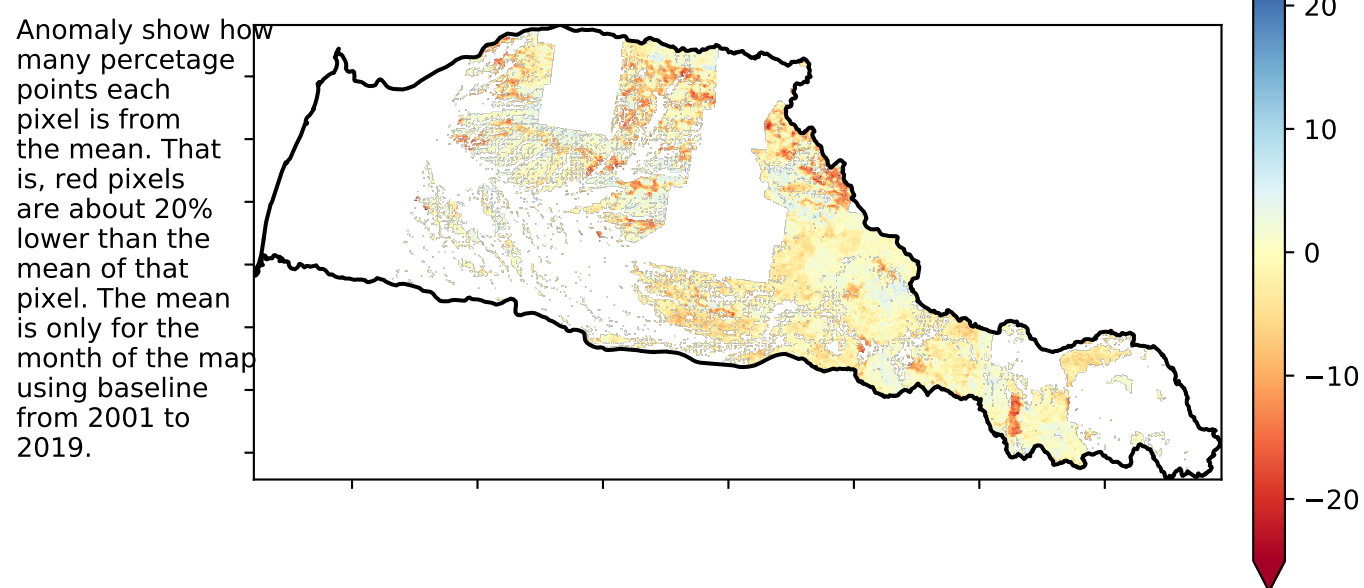 Anomaly show how
many percetage
points each
pixel is from
the mean. That
is, red pixels
are about 20%
lower than the
mean of that
pixel. The mean
is only for the
month of the map
using baseline
from 2001 to
2019.
20
10
0
−10
−20